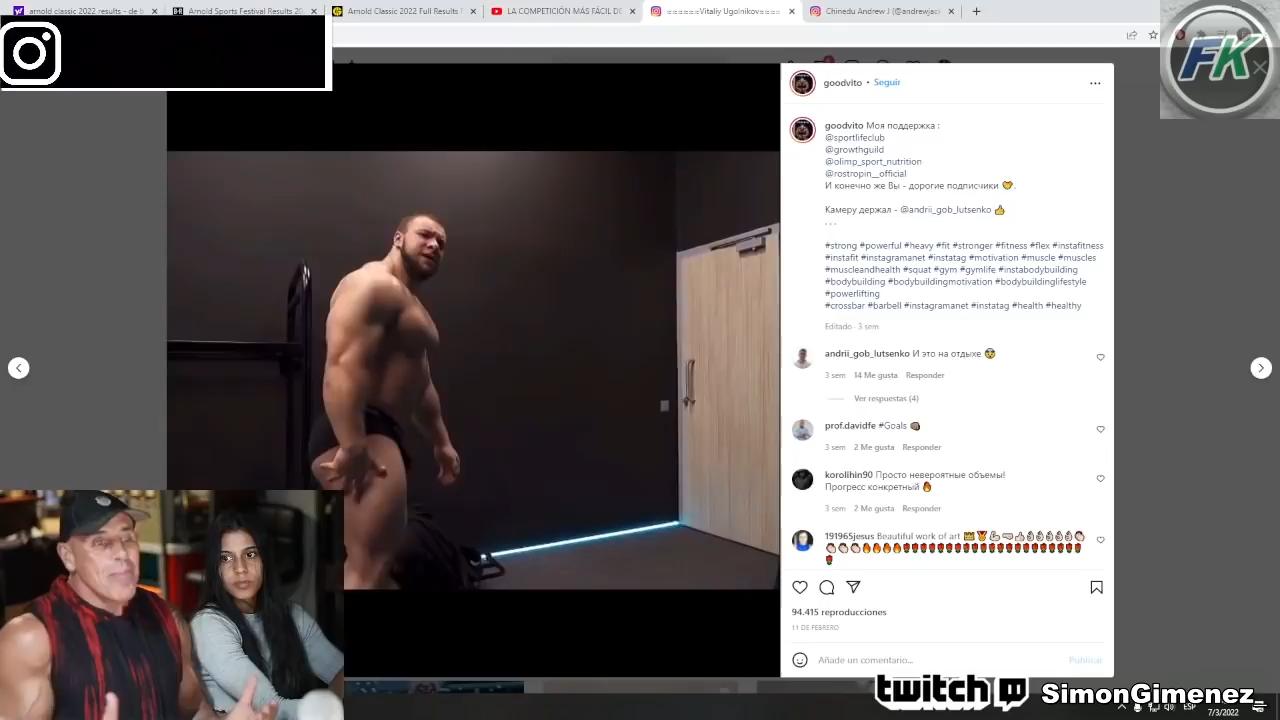 arnold classic 2022 results - de b
Arnold Sports Festival Results 20
Arnold Classic 2022 Full Results
LA COMPETICIÓN MÁS FÁCIL D
Vitaliy Ugolnikov
Chinedu Andrew J (@andrewjac
FK
goodvito • Seguir
goodvito Моя поддержка :
@sportlifeclub
@growthguild
@olimp_sport_nutrition
@rostropin__official
И конечно же Вы - дорогие подписчики 💛.
Камеру держал - @andrii_gob_lutsenko 👍
. . .
#strong #powerful #heavy #fit #stronger #fitness #flex #instafitness
#instafit #instagramanet #instatag #motivation #muscle #muscles
#muscleandhealth #squat #gym #gymlife #instabodybuilding
#bodybuilding #bodybuildingmotivation #bodybuildinglifestyle
#powerlifting
#crossbar #barbell #instagramanet #instatag #health #healthy
Editado · 3 sem
andrii_gob_lutsenko И это на отдыхе
3 sem 14 Me gusta Responder
Ver respuestas (4)
prof.davidfe #Goals
3 sem 2 Me gusta Responder
korolihin90 Просто невероятные объемы!
Прогресс конкретный 🔥
3 sem 2 Me gusta Responder
191965jesus Beautiful work of art
94.415 reproducciones
11 DE FEBRERO
Añade un comentario...
Publicar
twitch SimonGimenez_
ESP
7/3/2022